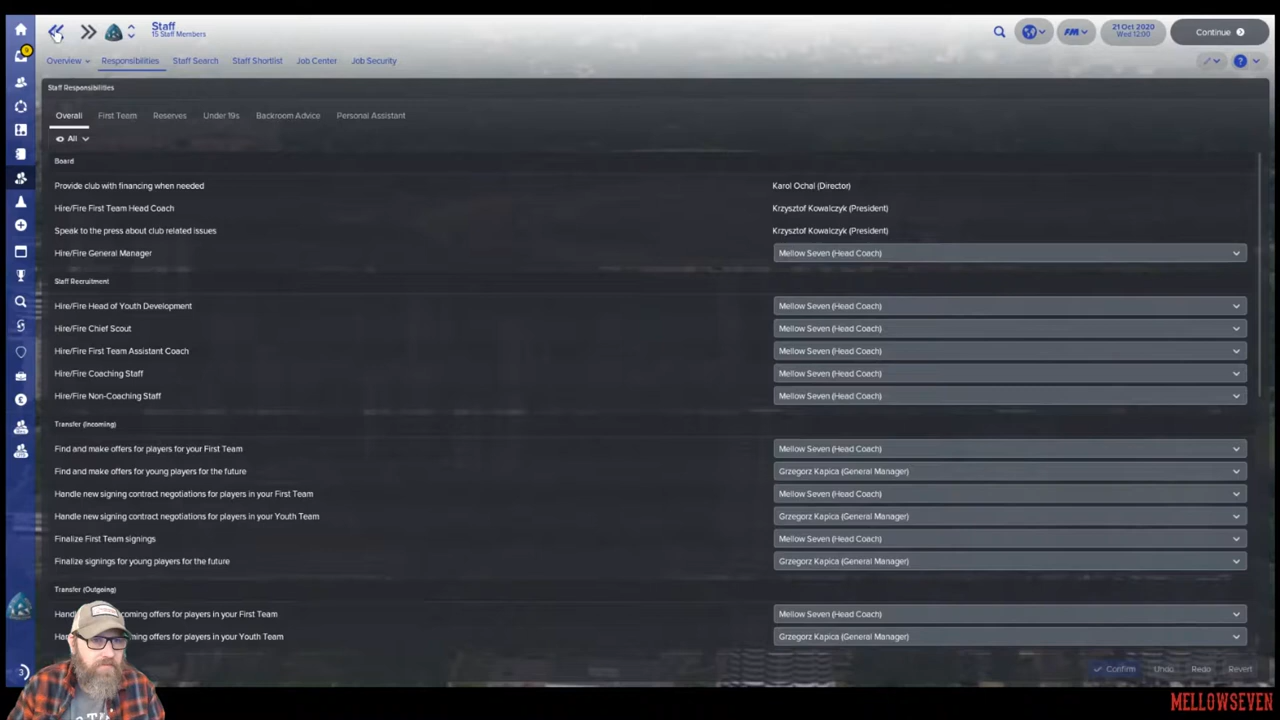 Staff
15 Staff Members
FM
21 Oct 2020
Wed 12:00
Continue
Overview
Responsibilities
Staff Search
Staff Shortlist
Job Center
Job Security
Staff Responsibilities
Overall
First Team
Reserves
Under 19s
Backroom Advice
Personal Assistant
All
Board
Provide club with financing when needed
Karol Ochal (Director)
Hire/Fire First Team Head Coach
Krzysztof Kowalczyk (President)
Speak to the press about club related issues
Krzysztof Kowalczyk (President)
Hire/Fire General Manager
Mellow Seven (Head Coach)
Staff Recruitment
Hire/Fire Head of Youth Development
Mellow Seven (Head Coach)
Hire/Fire Chief Scout
Mellow Seven (Head Coach)
Hire/Fire First Team Assistant Coach
Mellow Seven (Head Coach)
Hire/Fire Coaching Staff
Mellow Seven (Head Coach)
Hire/Fire Non-Coaching Staff
Mellow Seven (Head Coach)
Transfer (Incoming)
Find and make offers for players for your First Team
Mellow Seven (Head Coach)
Find and make offers for young players for the future
Grzegorz Kapica (General Manager)
Handle new signing contract negotiations for players in your First Team
Mellow Seven (Head Coach)
Handle new signing contract negotiations for players in your Youth Team
Grzegorz Kapica (General Manager)
Finalize First Team signings
Mellow Seven (Head Coach)
Finalize signings for young players for the future
Grzegorz Kapica (General Manager)
Transfer (Outgoing)
coming offers for players in your First Team
Mellow Seven (Head Coach)
coming offers for players in your Youth Team
Grzegorz Kapica (General Manager)
Confirm
Undo
Redo
Revert
MELLOWSEVEN